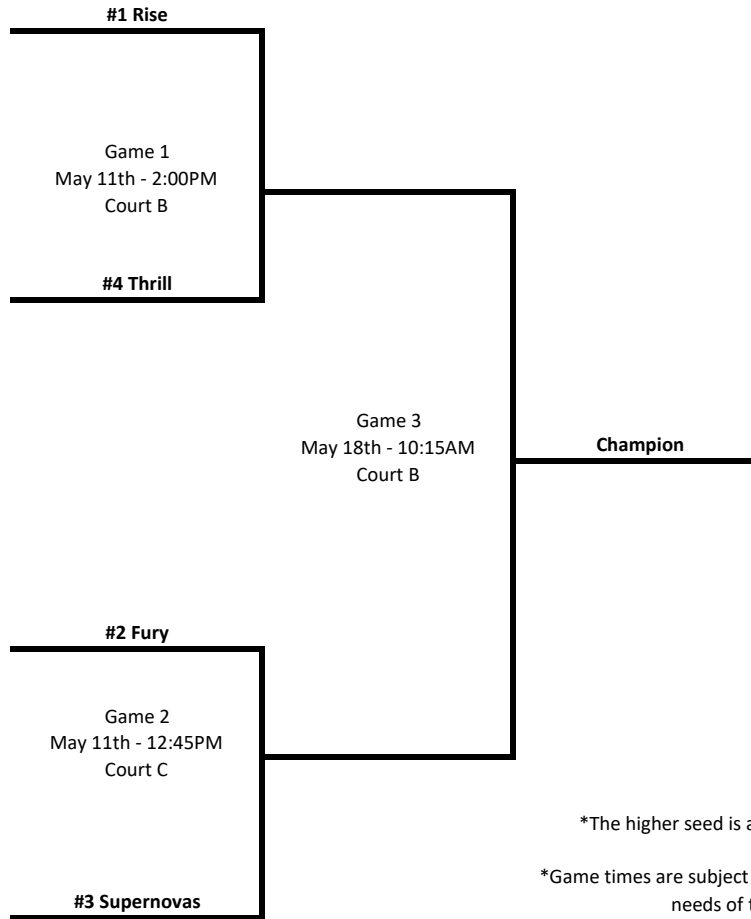 #1 Rise
Game 1
May 11th - 2:00PM
Court B
#4 Thrill
Game 3
May 18th - 10:15AM
Court B
Champion
#2 Fury
Game 2
May 11th - 12:45PM
Court C
#3 Supernovas
*The higher seed is
*Game times are subject
needs of